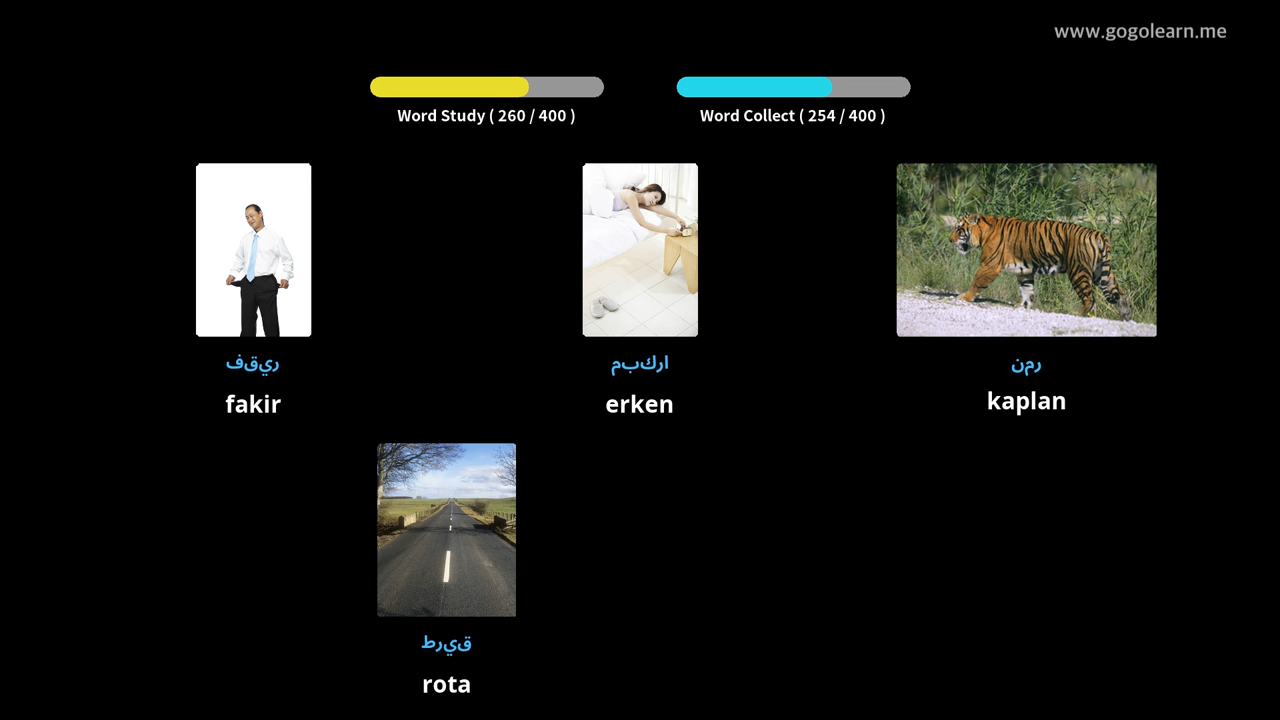 www.gogolearn.me
Word Study ( 260 / 400 )
Word Collect ( 254 / 400 )
فقير
مبكرا
نمر
fakir
erken
kaplan
طريق
rota